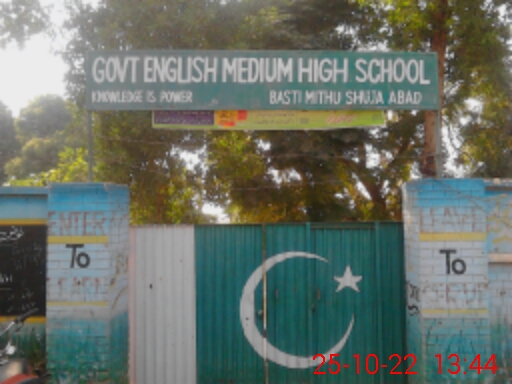 GOVT ENGLISH MEDIUM HIGH SCHOOL
KNOWLEDGE IS POWER
BASTI MITHU SHUJA ABAD
ENTER
To
LEAVE
To
SERVE
25-10-22 13:44